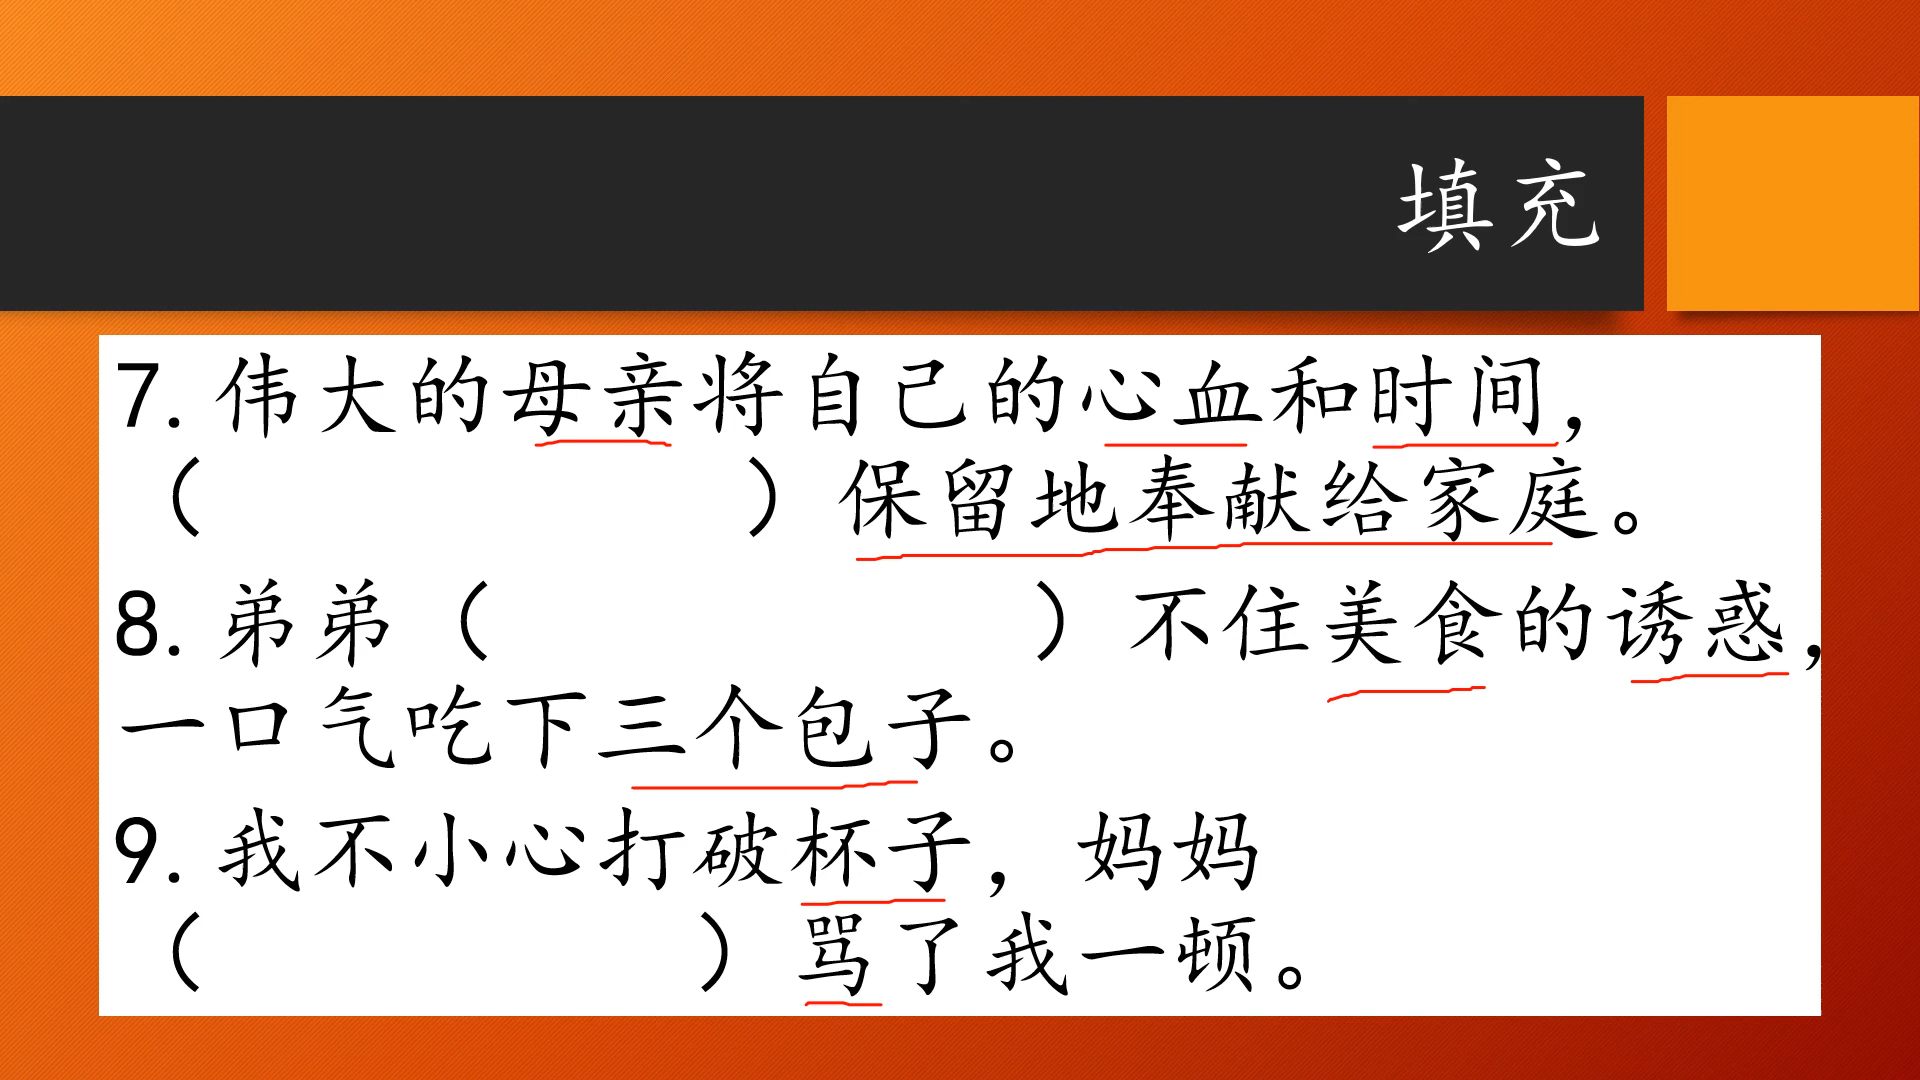 填充
7. 伟大的母亲将自己的心血和时间，
（ ）保留地奉献给家庭。
8. 弟弟（ ）不住美食的诱惑，
一口气吃下三个包子。
9. 我不小心打破杯子，妈妈
（ ）骂了我一顿。